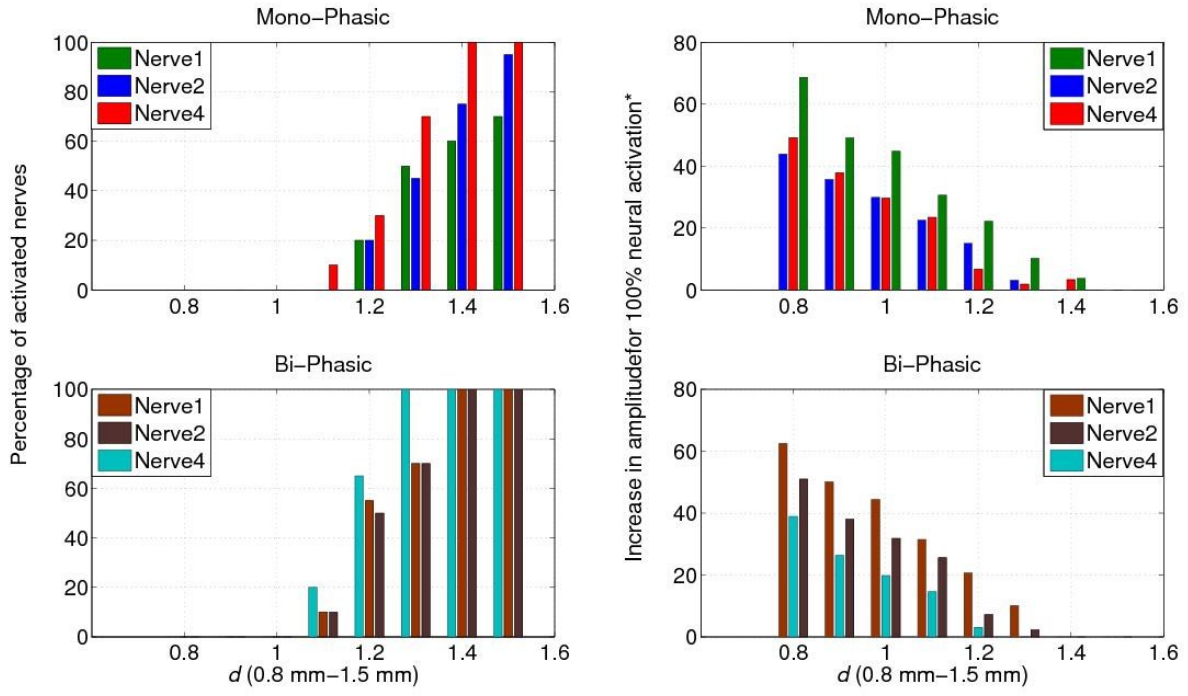 Mono-Phasic
Percentage of activated nerves
100
80
60
40
20
0
Nerve1
Nerve2
Nerve4
0.8 1 1.2 1.4 1.6
Mono-Phasic
Increase in amplitudefor 100% neural activation*
80
60
40
20
0
Nerve1
Nerve2
Nerve4
0.8 1 1.2 1.4 1.6
Bi-Phasic
100
80
60
40
20
0
Nerve1
Nerve2
Nerve4
0.8 1 1.2 1.4 1.6
d (0.8 mm-1.5 mm)
Bi-Phasic
80
60
40
20
0
Nerve1
Nerve2
Nerve4
0.8 1 1.2 1.4 1.6
d (0.8 mm-1.5 mm)